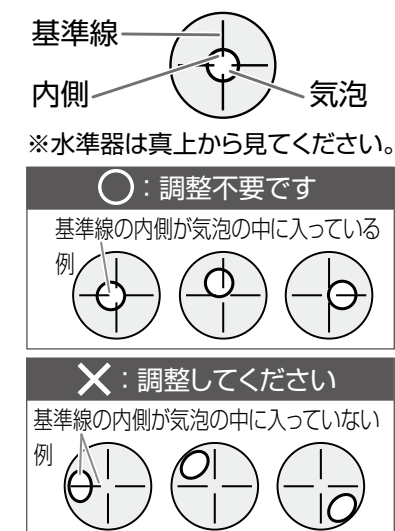 基準線
内側
気泡
※水準器は真上から見てください。
◯：調整不要です
基準線の内側が気泡の中に入っている
例
✕：調整してください
基準線の内側が気泡の中に入っていない
例